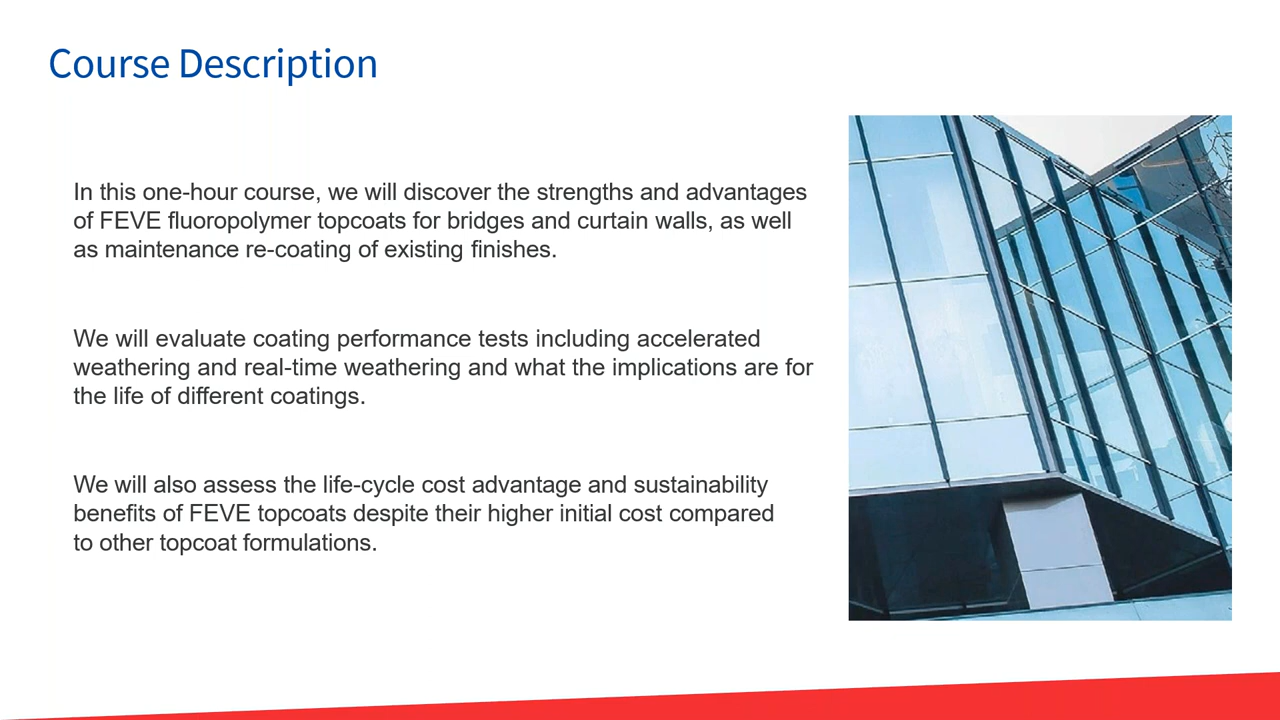 Course Description
In this one-hour course, we will discover the strengths and advantages
of FEVE fluoropolymer topcoats for bridges and curtain walls, as well
as maintenance re-coating of existing finishes.
We will evaluate coating performance tests including accelerated
weathering and real-time weathering and what the implications are for
the life of different coatings.
We will also assess the life-cycle cost advantage and sustainability
benefits of FEVE topcoats despite their higher initial cost compared
to other topcoat formulations.